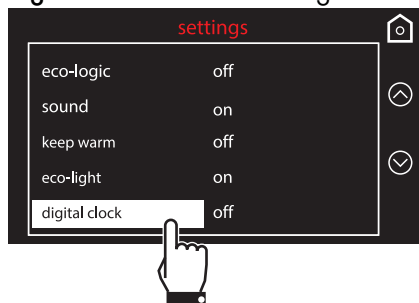 settings
eco-logic off
sound on
keep warm off
eco-light on
digital clock off